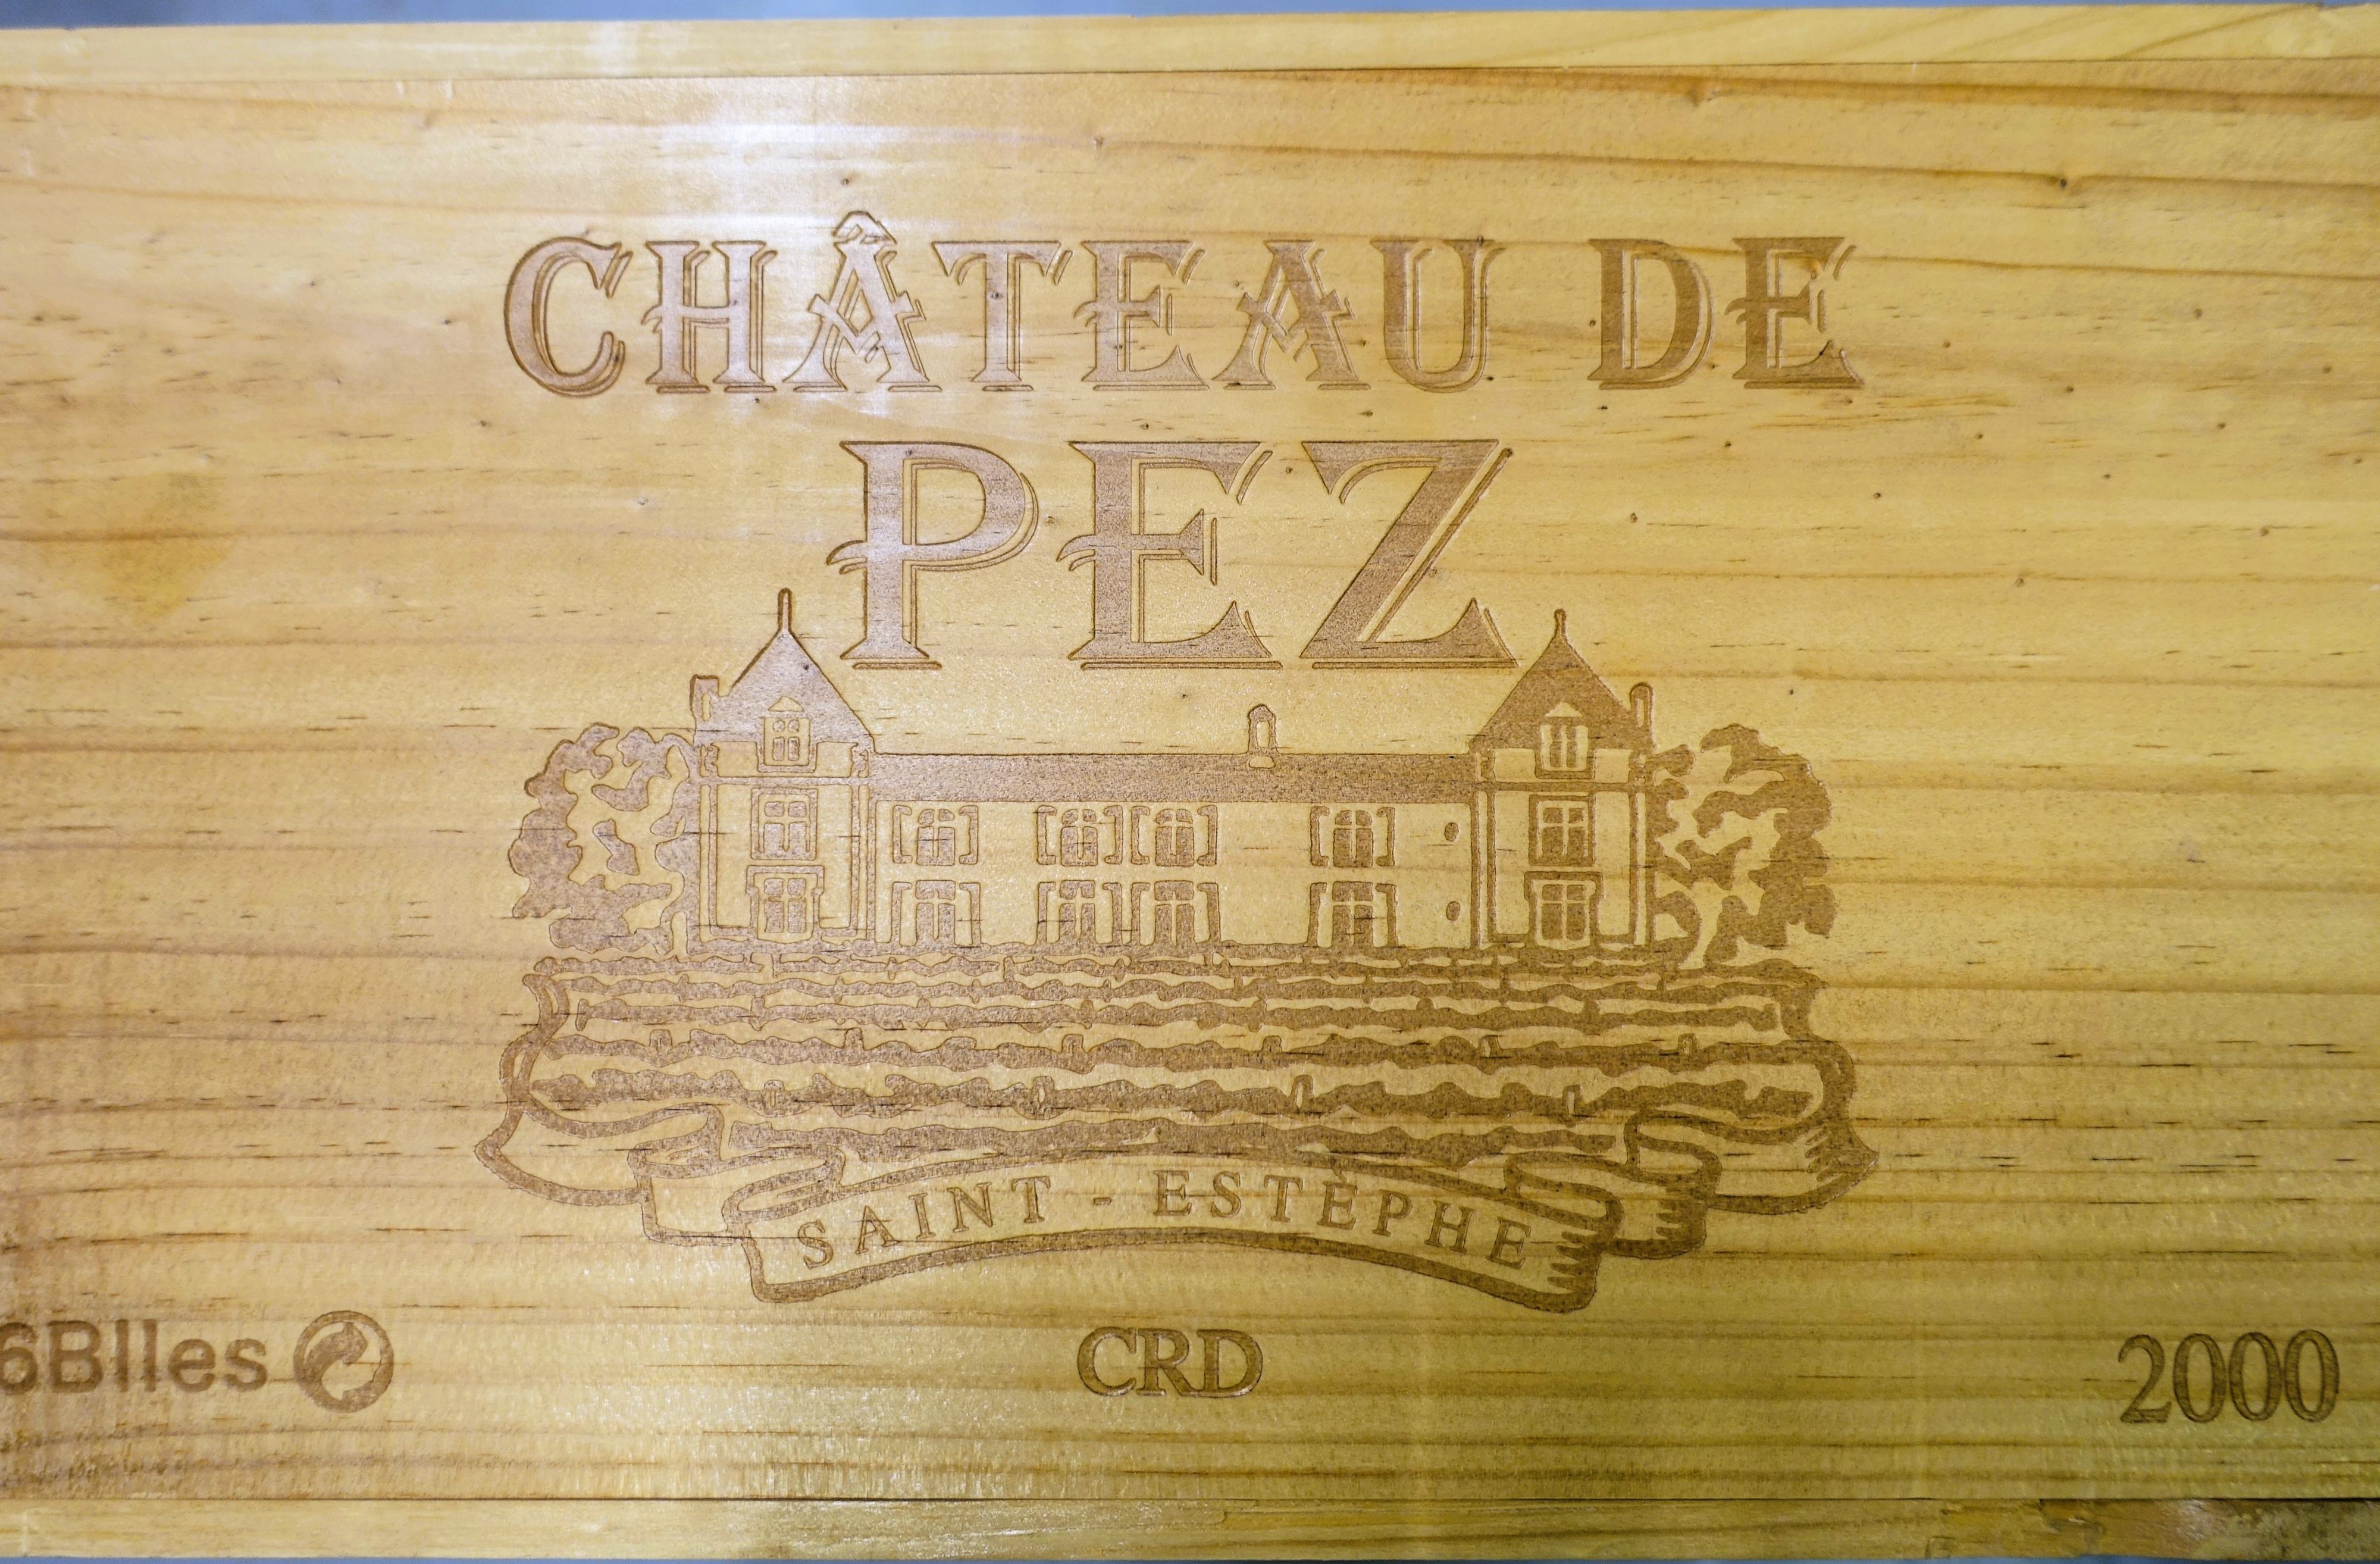 CHÂTEAU DE
PEZ
SAINT - ESTÈPHE
6Blles
CRD
2000